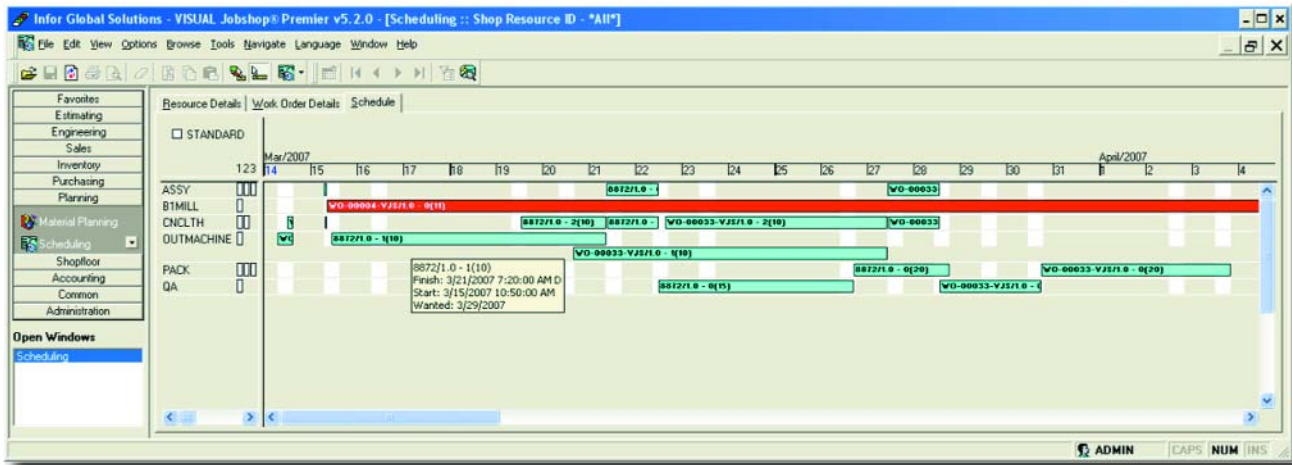 Infor Global Solutions - VISUAL Jobshop® Premier v5.2.0 - [Scheduling :: Shop Resource ID - *All*]
File Edit View Options Browse Tools Navigate Language Window Help
Favorites
Estimating
Engineering
Sales
Inventory
Purchasing
Planning
Material Planning
Scheduling
Shopfloor
Accounting
Common
Administration
Open Windows
Scheduling
Resource Details Work Order Details Schedule
STANDARD
Mar/2007 April/2007
123 14 15 16 17 18 19 20 21 22 23 24 25 26 27 28 29 30 31 1 2 3 4
ASSY 8872/1.0 - WO-00033
B1MILL WO-00004-VJS/1.0 - 0(11)
CNCLTH 8872/1.0 - 2(10) 8872/1.0 - WO-00033-VJS/1.0 - 2(10) WO-00033
OUTMACHINE 8872/1.0 - 1(10)
WO-00033-VJS/1.0 - 1(10)
PACK 8872/1.0 - 0(20) WO-00033-VJS/1.0 - 0(20)
QA 8872/1.0 - 0(15) WO-00033-VJS/1.0 -
8872/1.0 - 1(10)
Finish: 3/21/2007 7:20:00 AM D
Start: 3/15/2007 10:50:00 AM
Wanted: 3/29/2007
ADMIN CAPS NUM INS